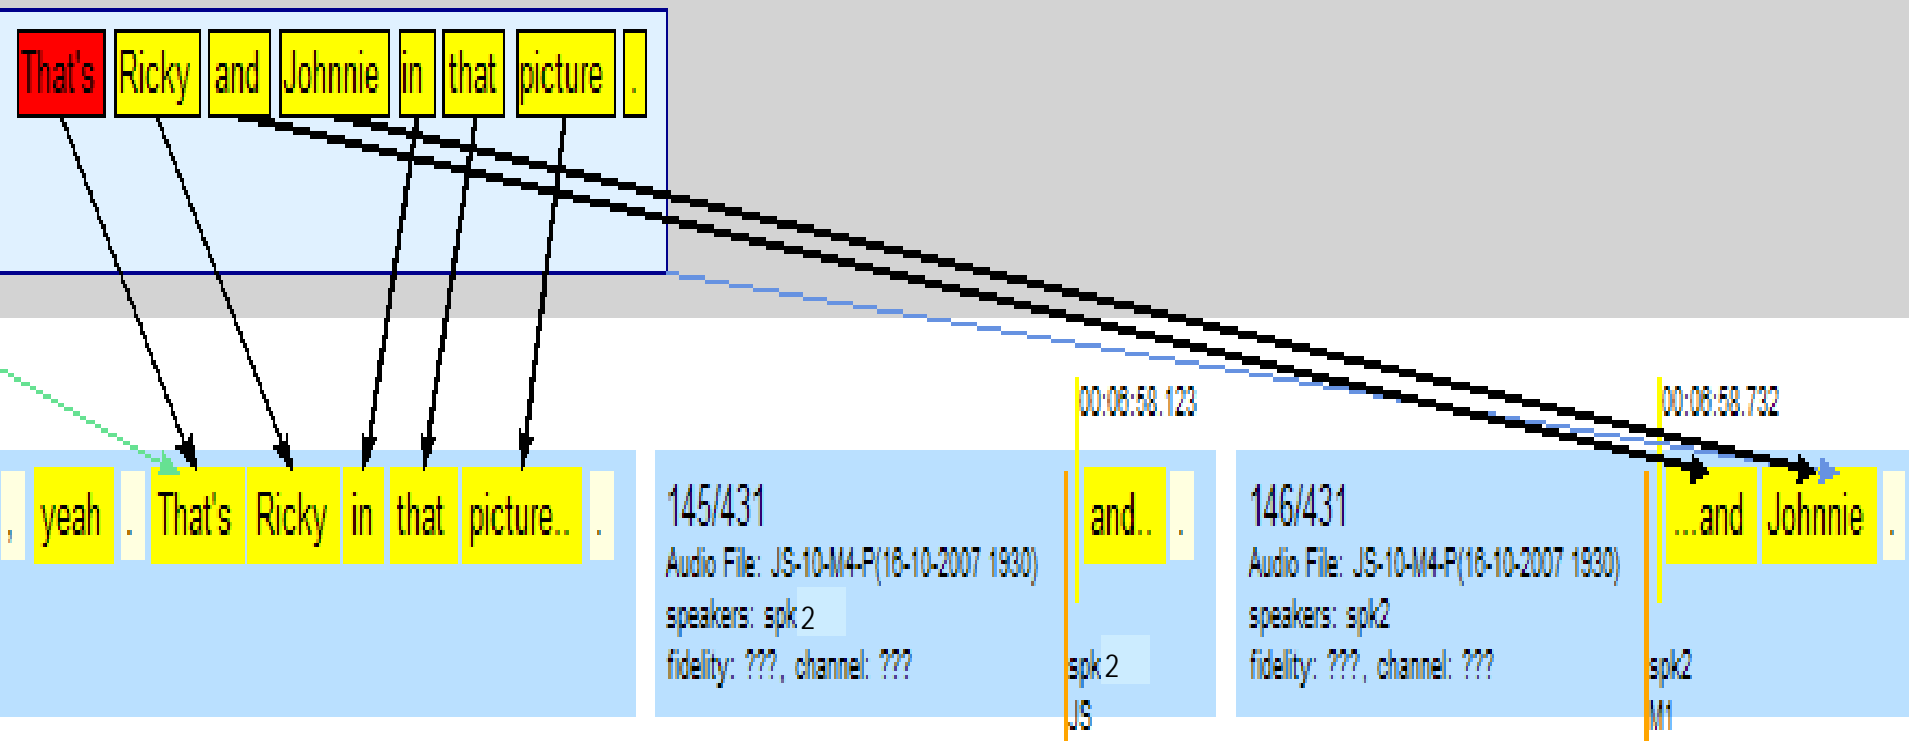 That's Ricky and Johnnie in that picture .
00:06:58.123
00:06:58.732
, yeah . That's Ricky in that picture.. .
145/431
and.. .
Audio File: JS-10-M4-P(16-10-2007 1930)
speakers: spk2
fidelity: ???, channel: ???
spk2
JS
146/431
...and Johnnie .
Audio File: JS-10-M4-P(16-10-2007 1930)
speakers: spk2
fidelity: ???, channel: ???
spk2
M1